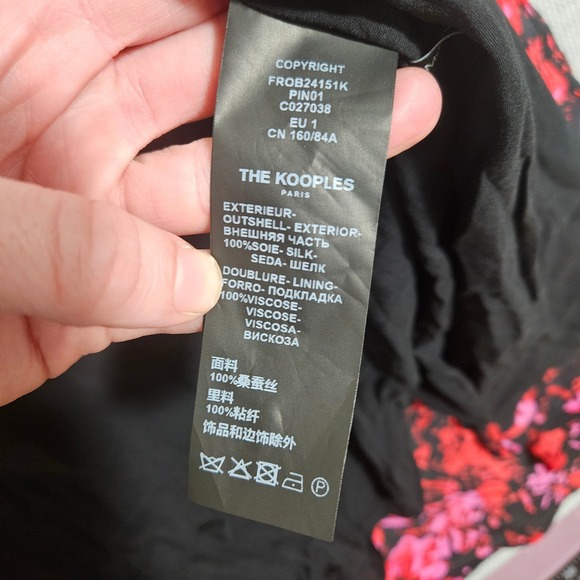 COPYRIGHT
FROB24151K
PIN01
C027038
EU 1
CN 160/84A
THE KOOPLES
PARIS
EXTERIEUR-
OUTSHELL- EXTERIOR-
ВНЕШНЯЯ ЧАСТЬ
100%SOIE- SILK-
SEDA- ШЕЛК
DOUBLURE- LINING-
FORRO- ПОДКЛАДКА
100%VISCOSE-
VISCOSE-
VISCOSA-
ВИСКОЗА
面料
100%桑蚕丝
里料
100%粘纤
饰品和边饰除外
P